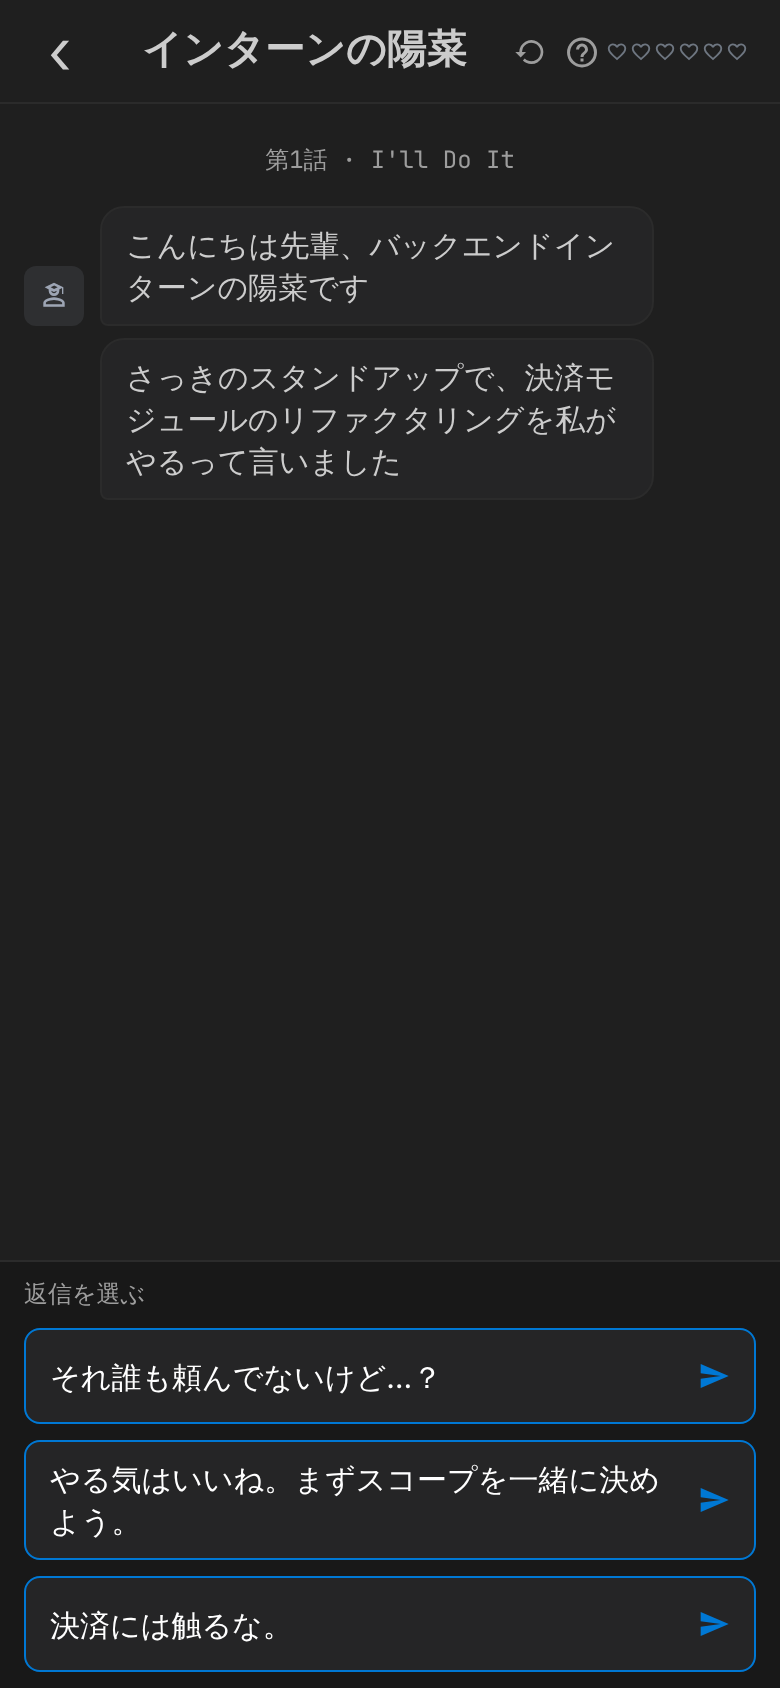 インターンの陽菜
第1話 · I'll Do It
こんにちは先輩、バックエンドイン
ターンの陽菜です
さっきのスタンドアップで、決済モ
ジュールのリファクタリングを私が
やるって言いました
返信を選ぶ
それ誰も頼んでないけど…？
やる気はいいね。まずスコープを一緒に決め
よう。
決済には触るな。